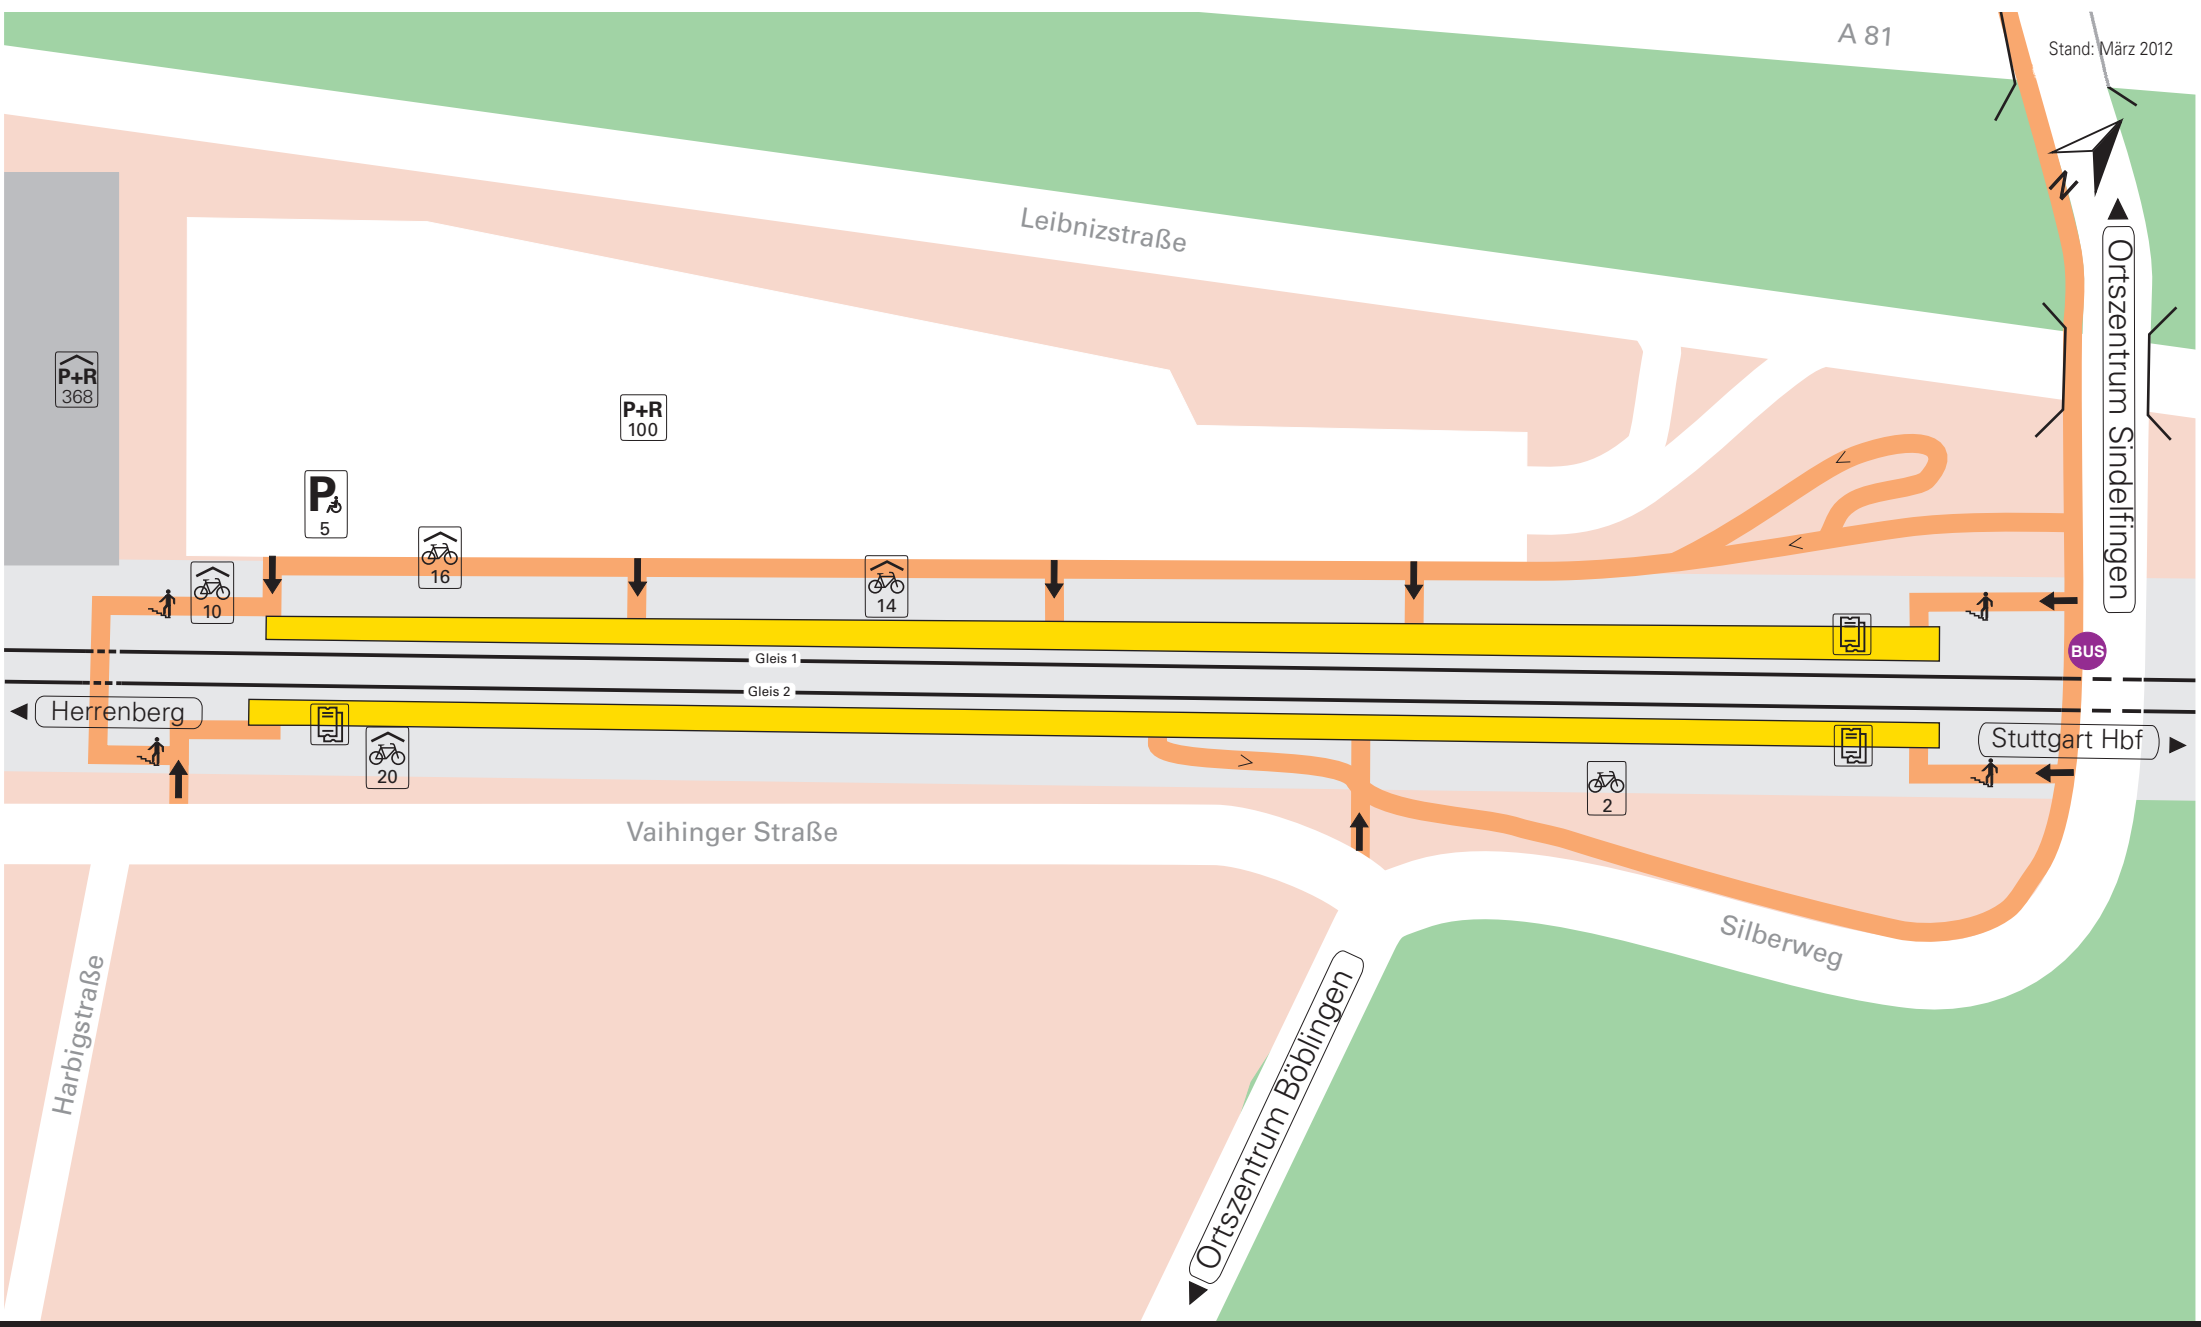 A 81
Stand: März 2012
N
Leibnizstraße
Ortszentrum Sindelfingen
P+R
368
P+R
100
P
5
16
14
10
Gleis 1
BUS
Gleis 2
Herrenberg
Stuttgart Hbf
20
2
Vaihinger Straße
Silberweg
Harbigstraße
Ortszentrum Böblingen